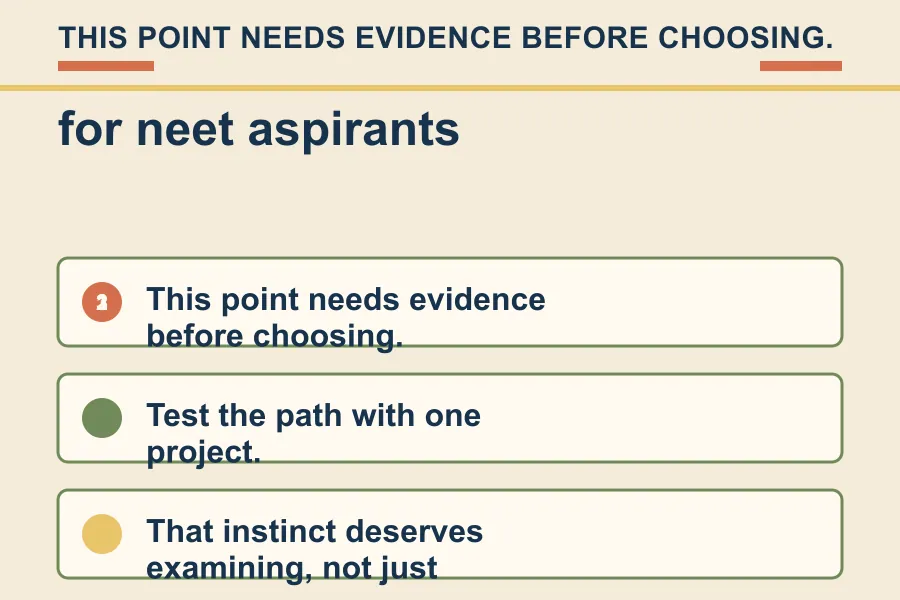 THIS POINT NEEDS EVIDENCE BEFORE CHOOSING.
for neet aspirants
This point needs evidence
before choosing.
Test the path with one
project.
That instinct deserves
examining, not just